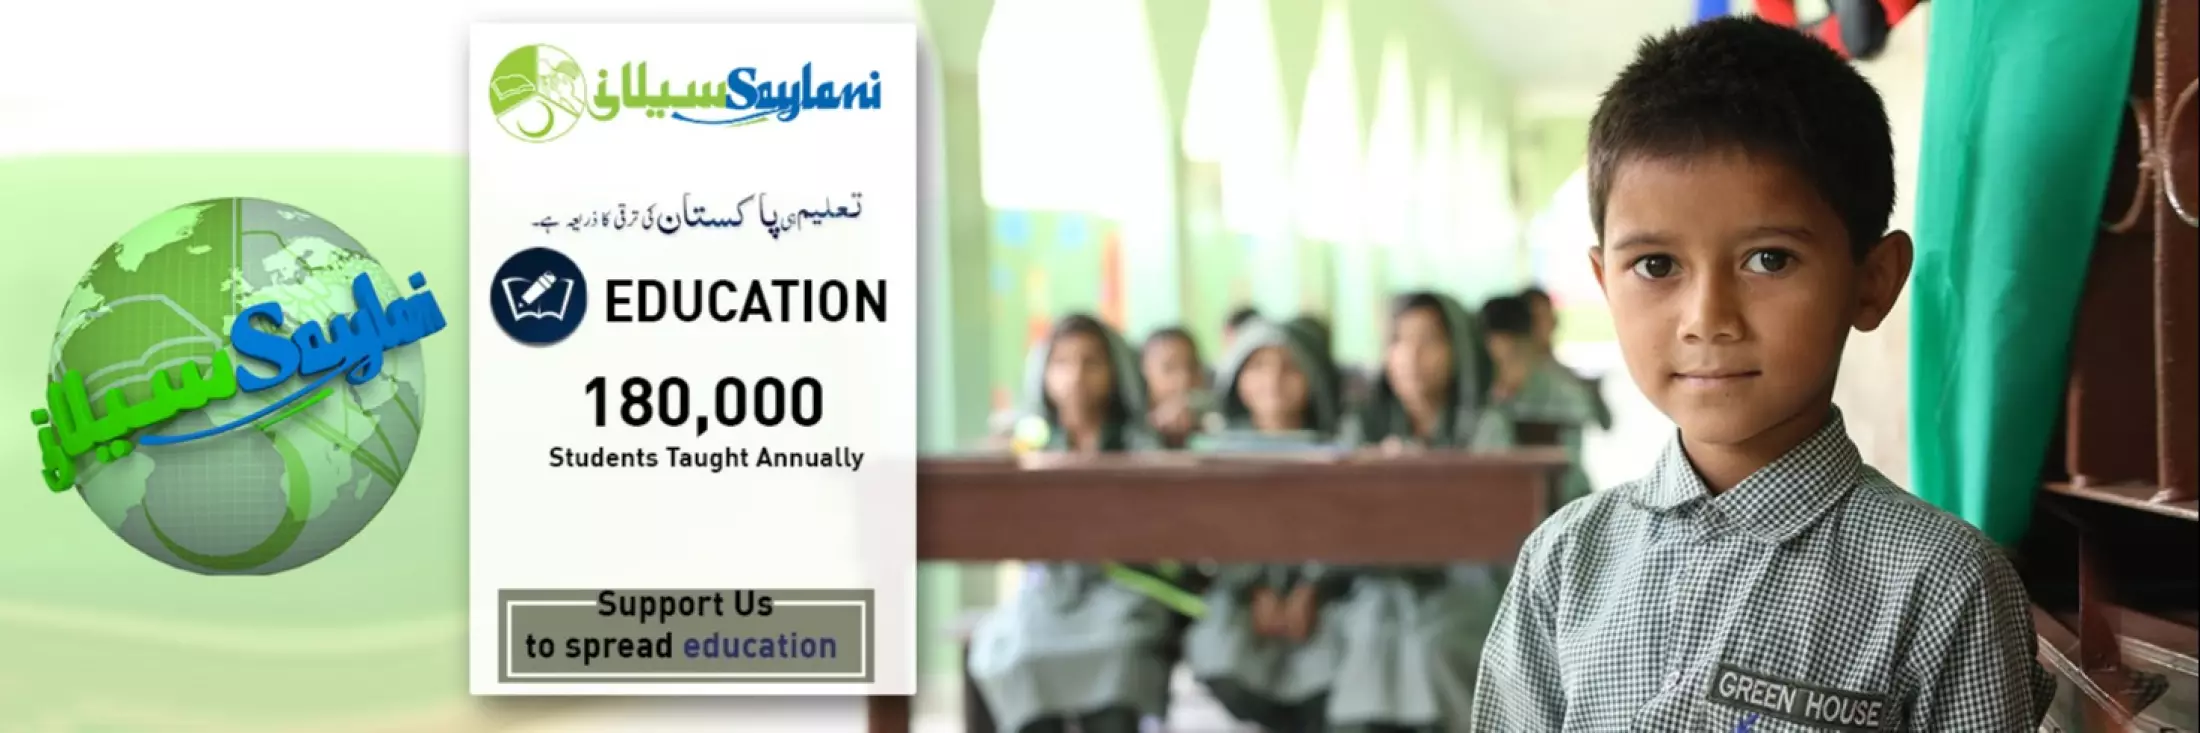 سیلانی Saylani
سیلانی Saylani
تعلیم ہی پاکستان کی ترقی کا ذریعہ ہے۔
EDUCATION
180,000
Students Taught Annually
Support Us
to spread education
GREEN HOUSE